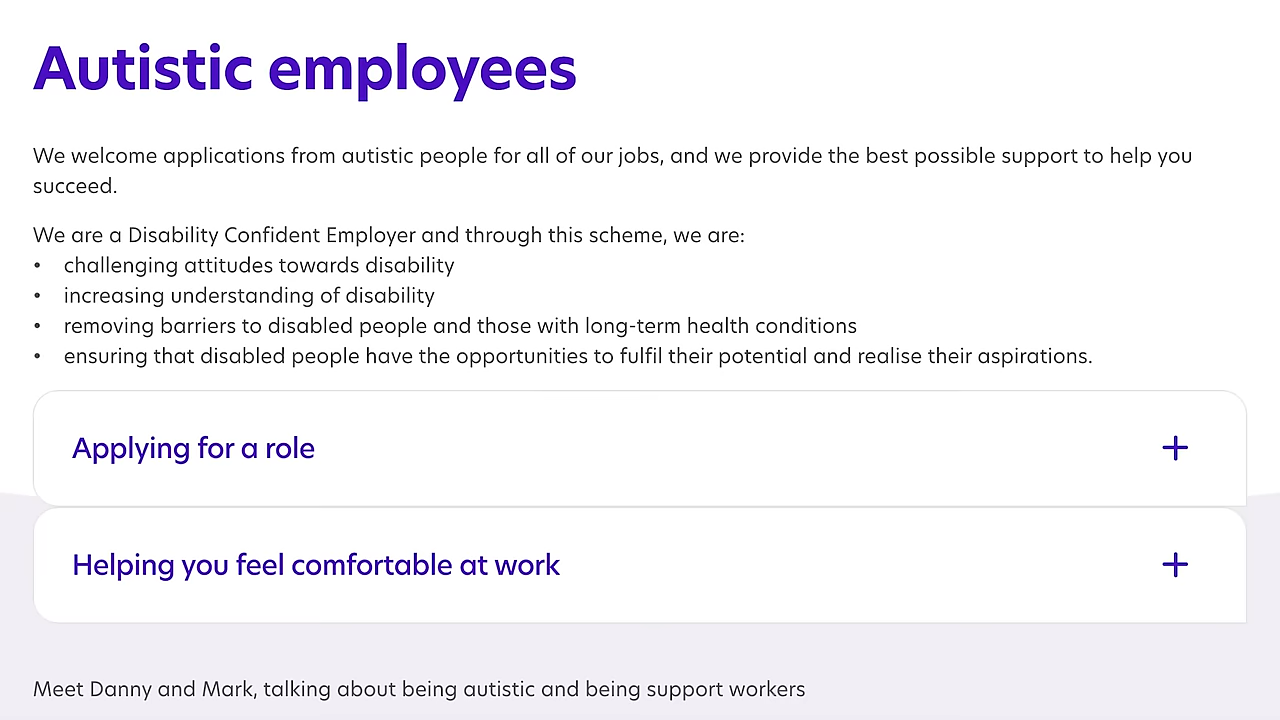 Autistic employees
We welcome applications from autistic people for all of our jobs, and we provide the best possible support to help you
succeed.
We are a Disability Confident Employer and through this scheme, we are:
• challenging attitudes towards disability
• increasing understanding of disability
• removing barriers to disabled people and those with long-term health conditions
• ensuring that disabled people have the opportunities to fulfil their potential and realise their aspirations.
Applying for a role
Helping you feel comfortable at work
Meet Danny and Mark, talking about being autistic and being support workers